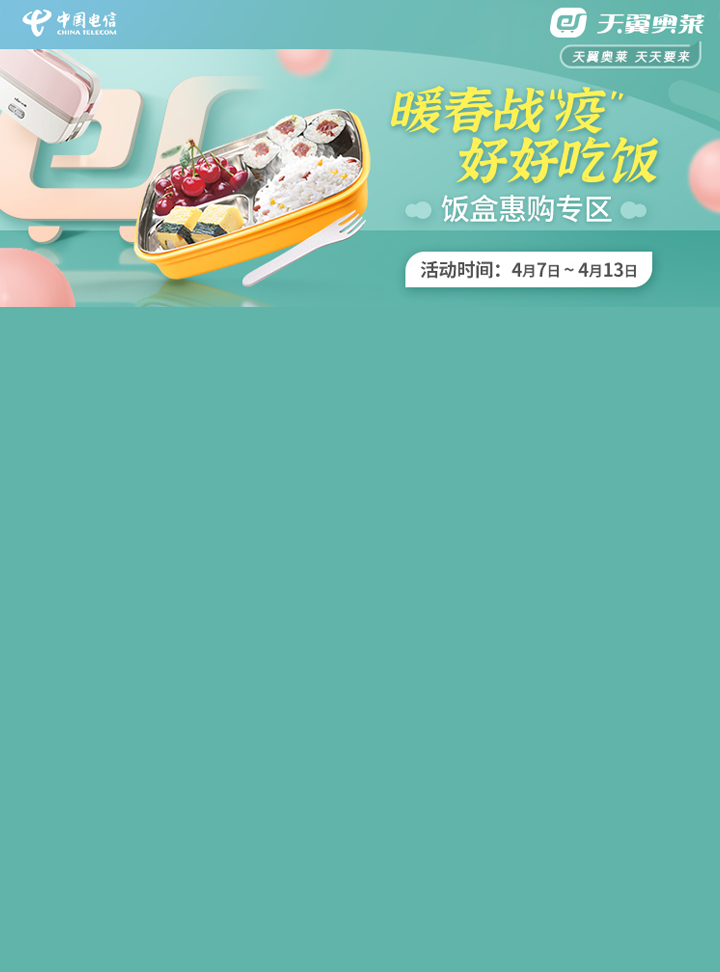 中国电信
CHINA TELECOM
天翼奥莱
天翼奥莱 天天要来
暖春战“疫”
好好吃饭
饭盒惠购专区
活动时间：4月7日 ~ 4月13日